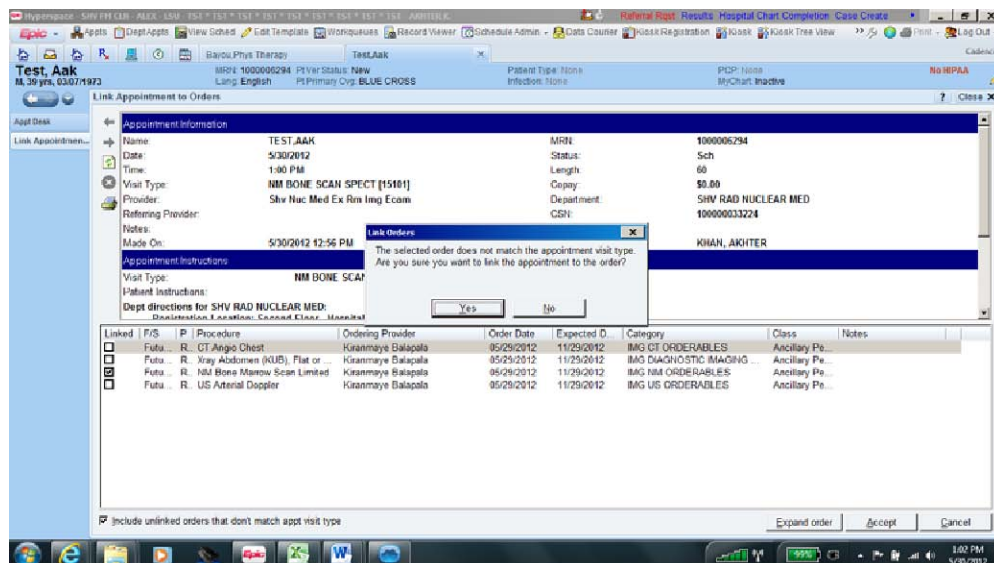 Hyperspace - SHV FM CLIN - ALEX - LSU - TST * TST * TST * TST * TST * TST * TST * TST - AKHTER K.
Referral Rqst Results Hospital Chart Completion Case Create
Epic Appts DeptAppts View Sched Edit Template Workqueues Record Viewer Schedule Admin Data Courier Kiosk Registration Kiosk Kiosk Tree View Print Log Out
Bayou, Phys Therapy Test, Aak Cadence
Test, Aak MRN: 1000006294 Pt Ver Status: New Patient Type: None PCP: None No HIPAA
M, 39 yrs, 03/07/1973 Lang: English Pt Primary Cvg: BLUE CROSS Infection: None MyChart: Inactive
Link Appointment to Orders ? Close X
Appt Desk
Link Appointmen...
Appointment Information
Name: TEST,AAK MRN: 1000006294
Date: 5/30/2012 Status: Sch
Time: 1:00 PM Length: 60
Visit Type: NM BONE SCAN SPECT [15101] Copay: $0.00
Provider: Shv Nuc Med Ex Rm Img Ecam Department: SHV RAD NUCLEAR MED
Referring Provider: CSN: 100000033224
Notes:
Made On: 5/30/2012 12:56 PM KHAN, AKHTER
Link Orders
The selected order does not match the appointment visit type.
Are you sure you want to link the appointment to the order?
Yes No
Appointment Instructions
Visit Type: NM BONE SCAN
Patient Instructions:
Dept directions for SHV RAD NUCLEAR MED:
Registration Location: Second Floor, Hospital
Linked F/S P Procedure Ordering Provider Order Date Expected D... Category Class Notes
Futu... R... CT Angio Chest Kiranmaye Balapala 05/29/2012 11/29/2012 IMG CT ORDERABLES Ancillary Pe...
Futu... R... Xray Abdomen (KUB), Flat or ... Kiranmaye Balapala 05/29/2012 11/29/2012 IMG DIAGNOSTIC IMAGING ... Ancillary Pe...
Futu... R... NM Bone Marrow Scan Limited Kiranmaye Balapala 05/29/2012 11/29/2012 IMG NM ORDERABLES Ancillary Pe...
Futu... R... US Arterial Doppler Kiranmaye Balapala 05/29/2012 11/29/2012 IMG US ORDERABLES Ancillary Pe...
Include unlinked orders that don't match appt visit type
Expand order Accept Cancel
99%
1:02 PM
5/30/2012